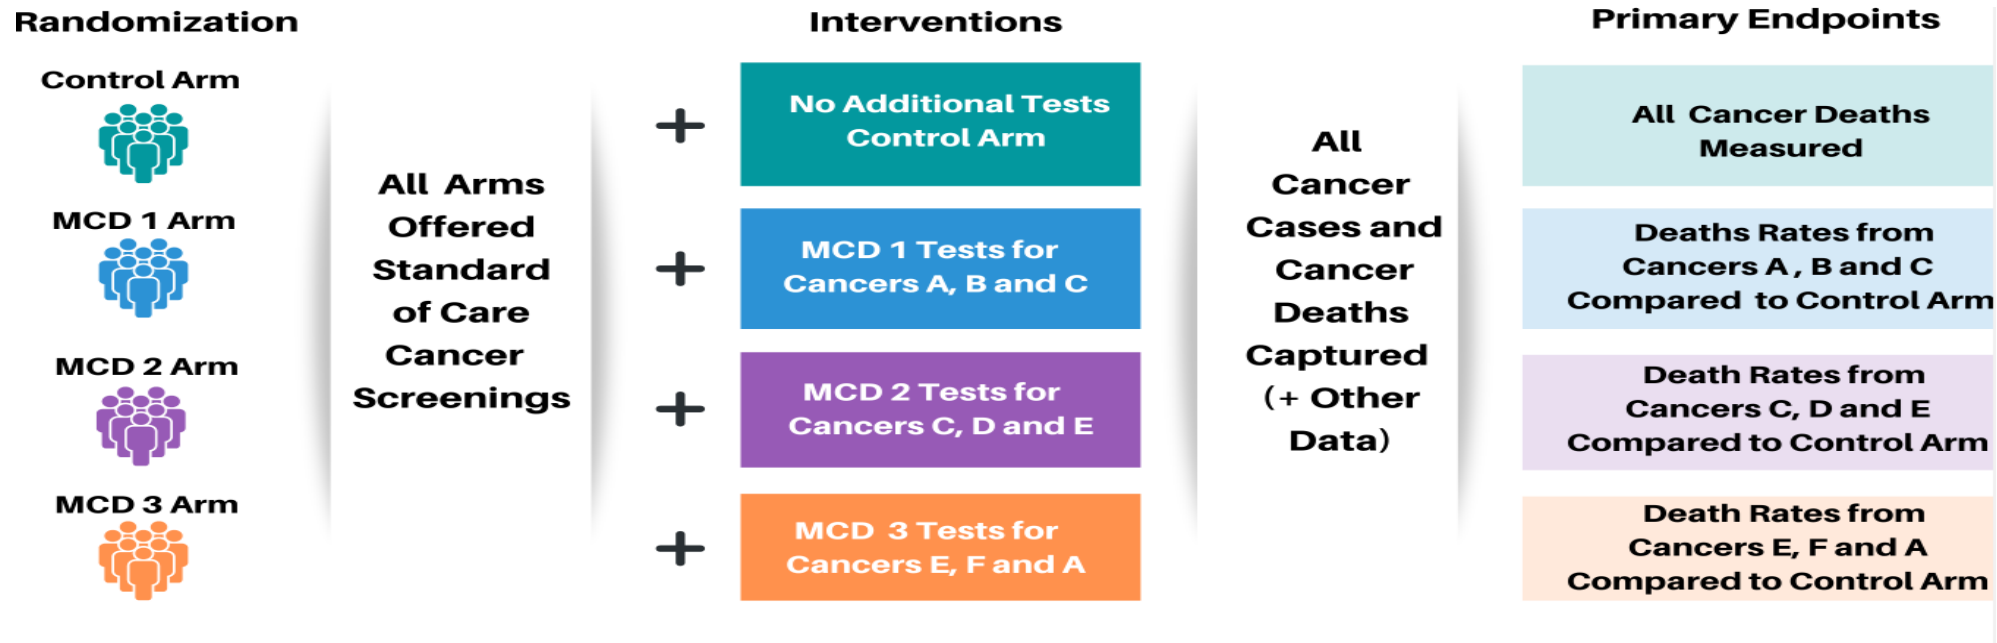 Randomization
Control Arm
MCD 1 Arm
MCD 2 Arm
MCD 3 Arm
All Arms
Offered
Standard
of Care
Cancer
Screenings
Interventions
+
No Additional Tests
Control Arm
+
MCD 1 Tests for
Cancers A, B and C
+
MCD 2 Tests for
Cancers C, D and E
+
MCD 3 Tests for
Cancers E, F and A
All
Cancer
Cases and
Cancer
Deaths
Captured
(+ Other
Data)
Primary Endpoints
All Cancer Deaths
Measured
Deaths Rates from
Cancers A , B and C
Compared to Control Arm
Death Rates from
Cancers C, D and E
Compared to Control Arm
Death Rates from
Cancers E, F and A
Compared to Control Arm